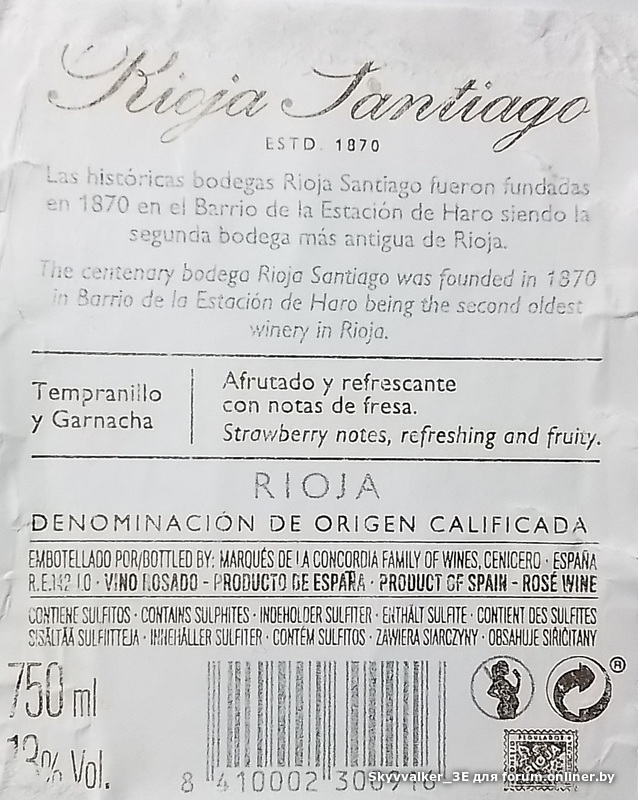 Rioja Santiago
ESTD. 1870
Las históricas bodegas Rioja Santiago fueron fundadas
en 1870 en el Barrio de la Estación de Haro siendo la
segunda bodega más antigua de Rioja.
The centenary bodega Rioja Santiago was founded in 1870
in Barrio de la Estación de Haro being the second oldest
winery in Rioja.
Tempranillo
y Garnacha
Afrutado y refrescante
con notas de fresa.
Strawberry notes, refreshing and fruity.
RIOJA
DENOMINACIÓN DE ORIGEN CALIFICADA
EMBOTELLADO POR/BOTTLED BY: MARQUÉS DE LA CONCORDIA FAMILY OF WINES, CENICERO · ESPAÑA
VINO ROSADO - PRODUCTO DE ESPAÑA · PRODUCT OF SPAIN - ROSÉ WINE
CONTIENE SULFITOS · CONTAINS SULPHITES · INDEHOLDER SULFITER · ENTHÄLT SULFITE · CONTIENT DES SULFITES
SISÄLTÄÄ SULFIITTEJA · INNEHÅLLER SULFITER · CONTÉM SULFITOS · ZAWIERA SIARCZYNY · OBSAHUJE SIŘIČITANY
750 ml
13% Vol.
®
8 410002
Skyvvalker_3E для forum.onliner.by